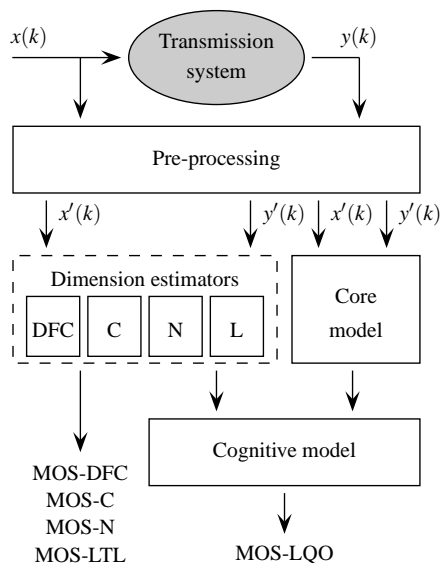 x(k)
Transmission
system
y(k)
Pre-processing
x′(k)
y′(k)
x′(k)
y′(k)
Dimension estimators
DFC
C
N
L
Core
model
Cognitive model
MOS-DFC
MOS-C
MOS-N
MOS-LTL
MOS-LQO